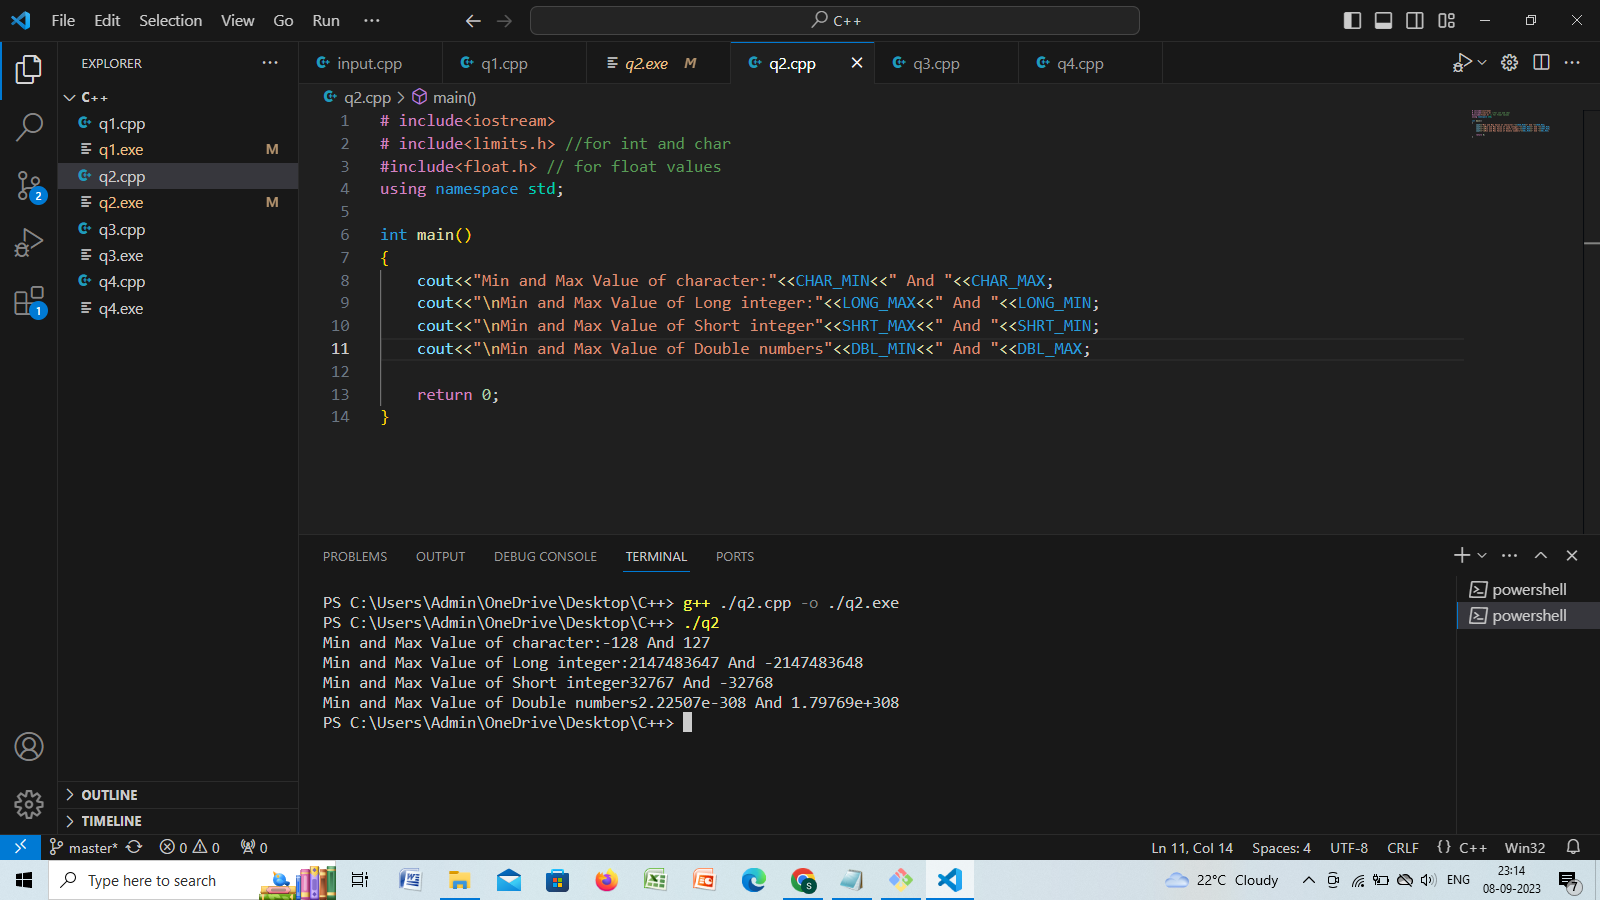 File Edit Selection View Go Run ···
C++
EXPLORER ···
C++
q1.cpp
q1.exe M
q2.cpp
q2.exe M
q3.cpp
q3.exe
q4.cpp
q4.exe
2
1
OUTLINE
TIMELINE
input.cpp q1.cpp q2.exe M q2.cpp q3.cpp q4.cpp
q2.cpp > main()
1 # include<iostream>
2 # include<limits.h> //for int and char
3 #include<float.h> // for float values
4 using namespace std;
5
6 int main()
7 {
8 cout<<"Min and Max Value of character:"<<CHAR_MIN<<" And "<<CHAR_MAX;
9 cout<<"\nMin and Max Value of Long integer:"<<LONG_MAX<<" And "<<LONG_MIN;
10 cout<<"\nMin and Max Value of Short integer"<<SHRT_MAX<<" And "<<SHRT_MIN;
11 cout<<"\nMin and Max Value of Double numbers"<<DBL_MIN<<" And "<<DBL_MAX;
12
13 return 0;
14 }
PROBLEMS OUTPUT DEBUG CONSOLE TERMINAL PORTS
PS C:\Users\Admin\OneDrive\Desktop\C++> g++ ./q2.cpp -o ./q2.exe
PS C:\Users\Admin\OneDrive\Desktop\C++> ./q2
Min and Max Value of character:-128 And 127
Min and Max Value of Long integer:2147483647 And -2147483648
Min and Max Value of Short integer32767 And -32768
Min and Max Value of Double numbers2.22507e-308 And 1.79769e+308
PS C:\Users\Admin\OneDrive\Desktop\C++>
powershell
powershell
master* 0 0 0 Ln 11, Col 14 Spaces: 4 UTF-8 CRLF {} C++ Win32
Type here to search 22°C Cloudy ENG 23:14
08-09-2023
7